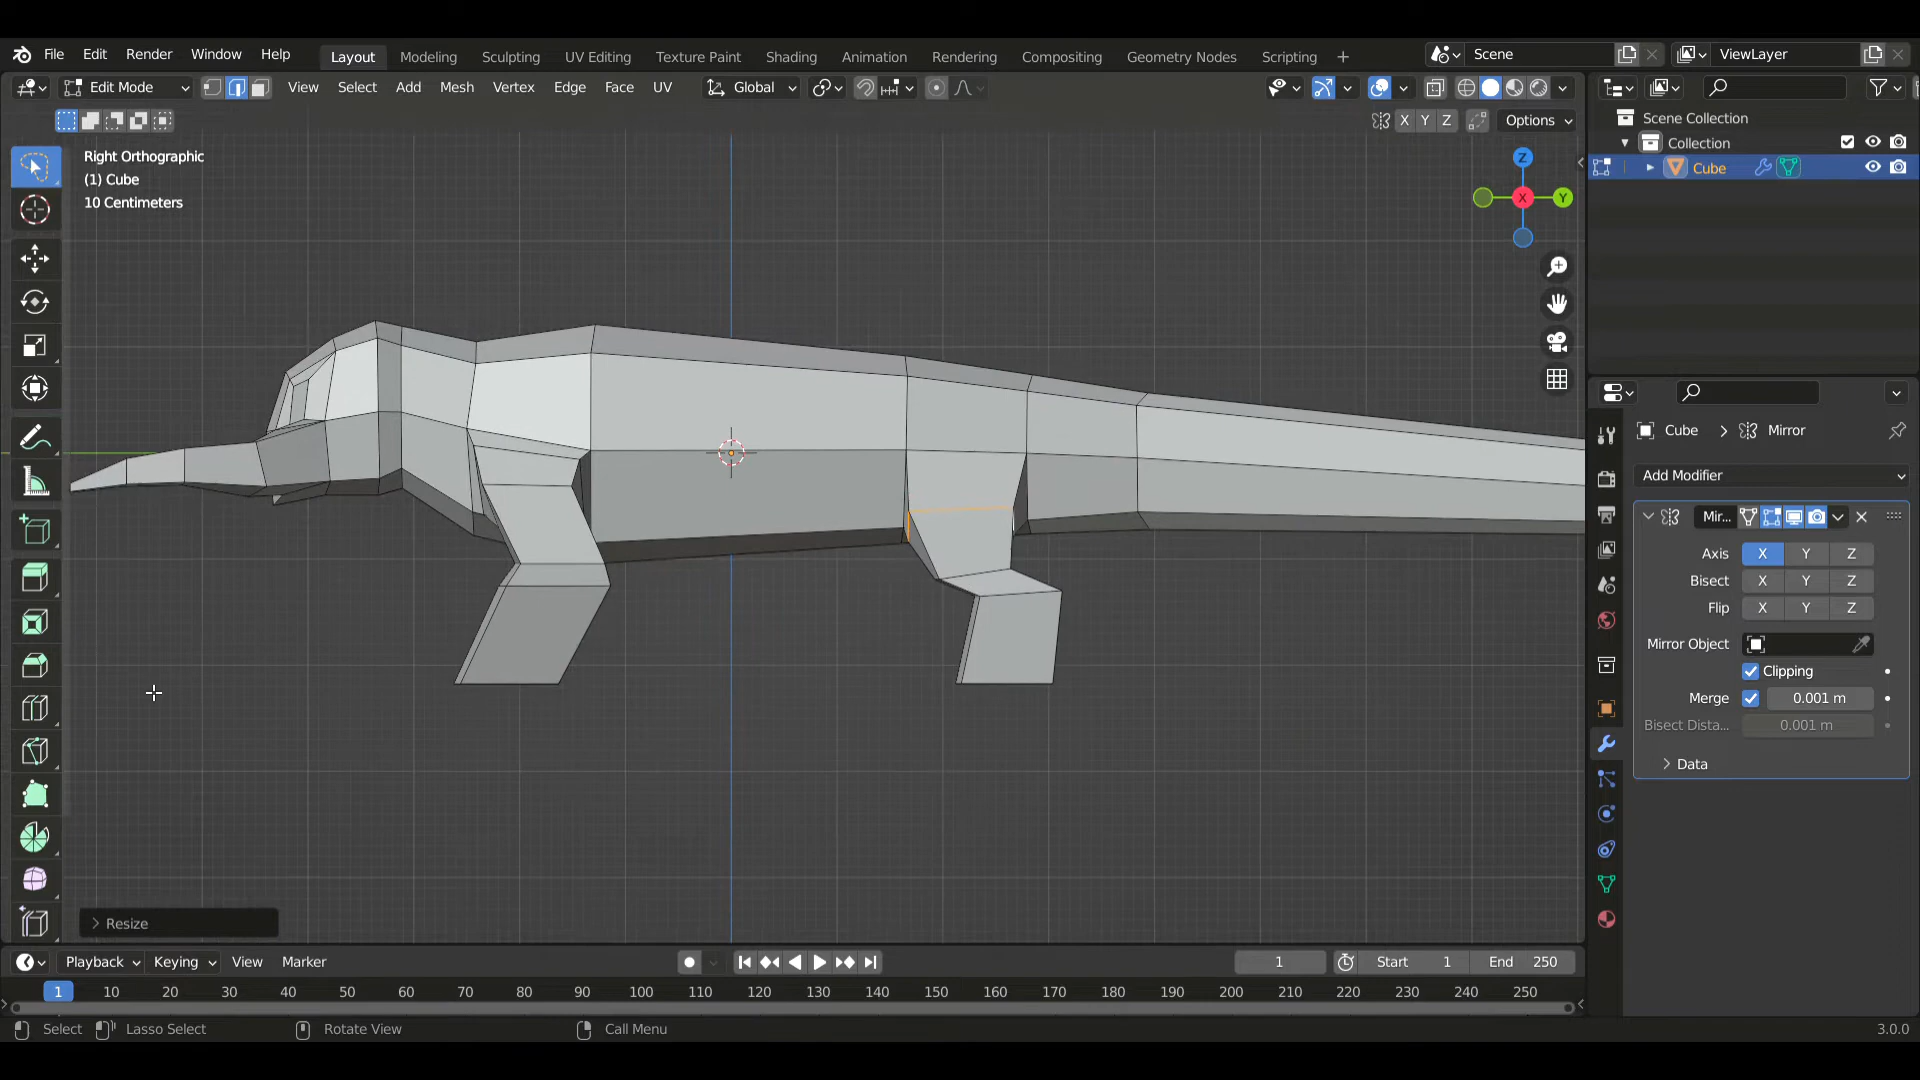 File Edit Render Window Help Layout Modeling Sculpting UV Editing Texture Paint Shading Animation Rendering Compositing Geometry Nodes Scripting + Scene ViewLayer
Edit Mode View Select Add Mesh Vertex Edge Face UV Global
X Y Z Options
Right Orthographic
(1) Cube
10 Centimeters
Z
X Y
Scene Collection
Collection
Cube
Cube > Mirror
Add Modifier
Mir...
Axis X Y Z
Bisect X Y Z
Flip X Y Z
Mirror Object
Clipping
Merge 0.001 m
Bisect Dista... 0.001 m
Data
Resize
Playback Keying View Marker 1 Start 1 End 250
1 10 20 30 40 50 60 70 80 90 100 110 120 130 140 150 160 170 180 190 200 210 220 230 240 250
Select Lasso Select Rotate View Call Menu 3.0.0